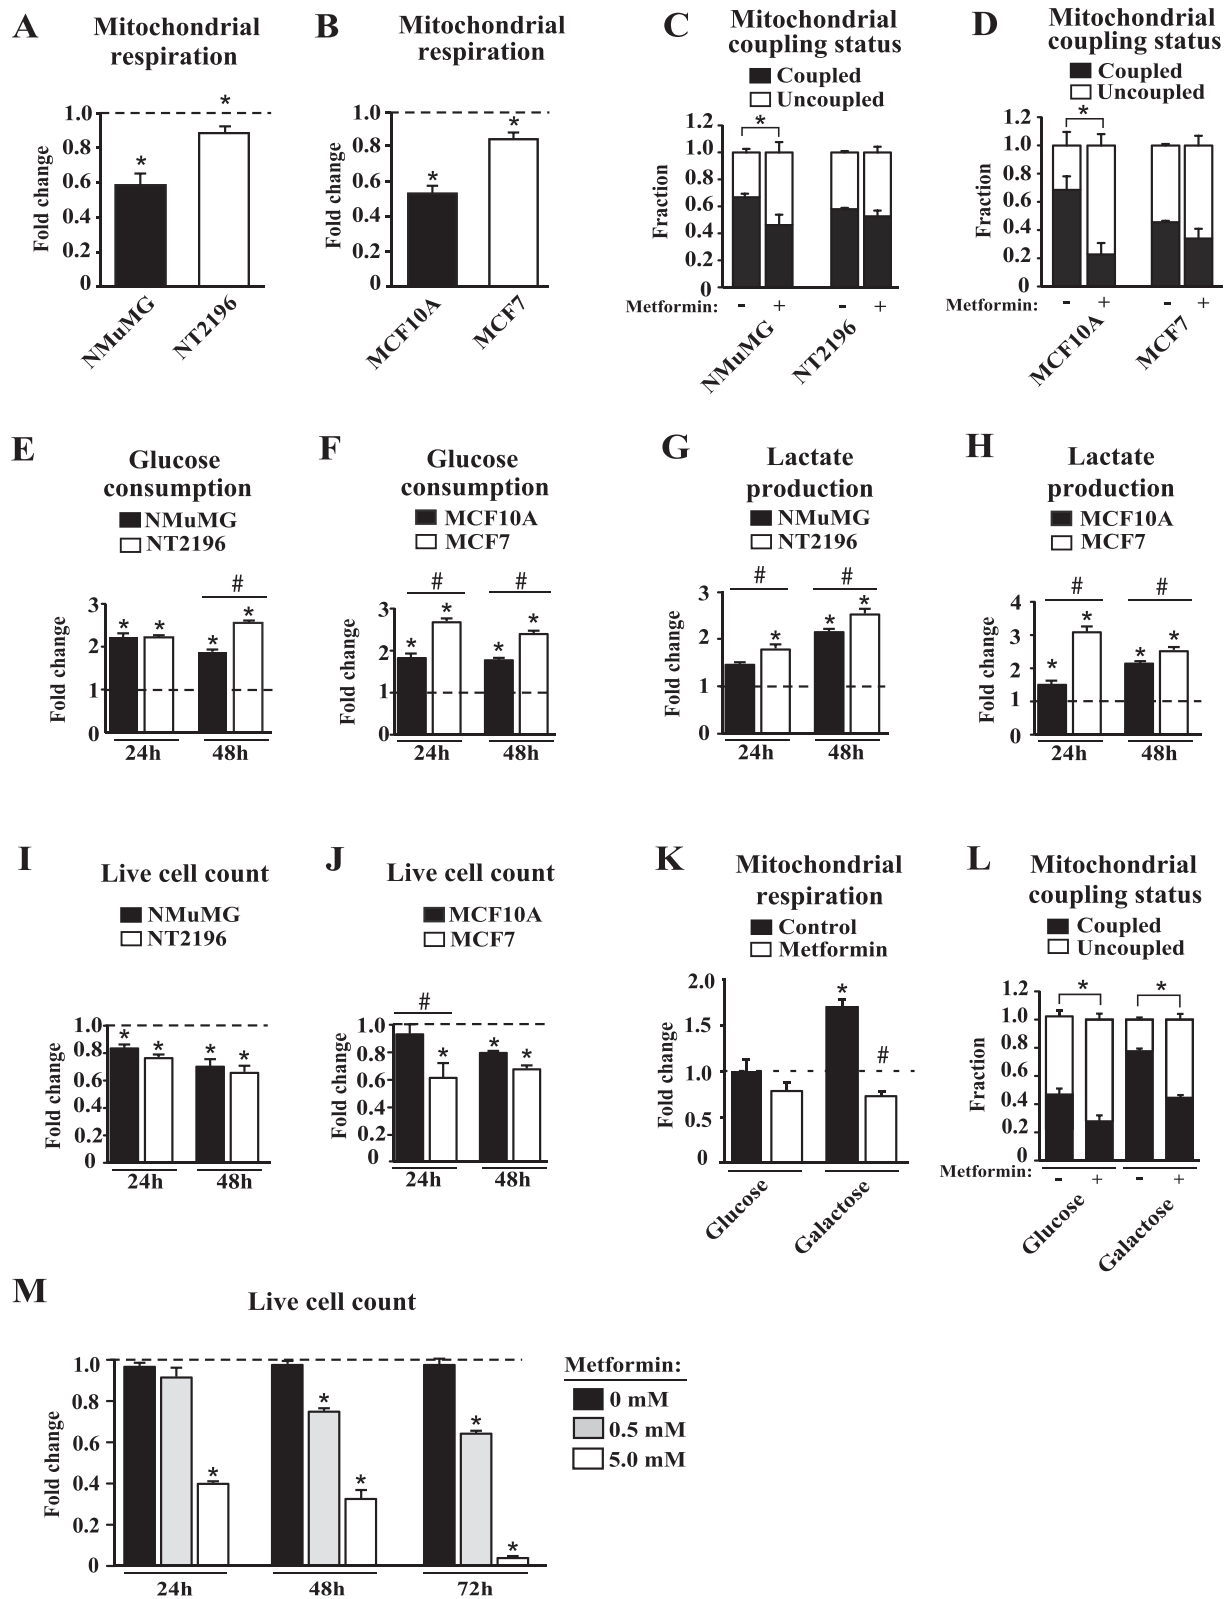 A
Mitochondrial
respiration
*
1.0
0.8
0.6
0.4
0.2
0
Fold change
*
NMuMG
NT2196
B
Mitochondrial
respiration
1.0
0.8
0.6
0.4
0.2
0
Fold change
*
*
MCF10A
MCF7
C
Mitochondrial
coupling status
Coupled
Uncoupled
1.2
1.0
0.8
0.6
0.4
0.2
0
Fraction
*
Metformin: - + - +
NMuMG
NT2196
D
Mitochondrial
coupling status
Coupled
Uncoupled
1.2
1.0
0.8
0.6
0.4
0.2
0
Fraction
*
Metformin: - + - +
MCF10A
MCF7
E
Glucose
consumption
NMuMG
NT2196
#
3
2
1
0
Fold change
* * * *
24h 48h
F
Glucose
consumption
MCF10A
MCF7
# #
3
2
1
0
Fold change
* * * *
24h 48h
G
Lactate
production
NMuMG
NT2196
# #
3
2
1
0
Fold change
* * *
24h 48h
H
Lactate
production
MCF10A
MCF7
# #
4
3
2
1
0
Fold change
* * * *
24h 48h
I
Live cell count
NMuMG
NT2196
1.0
0.8
0.6
0.4
0.2
0
Fold change
* * * *
24h 48h
J
Live cell count
MCF10A
MCF7
#
1.0
0.8
0.6
0.4
0.2
0
Fold change
* * *
24h 48h
K
Mitochondrial
respiration
Control
Metformin
2.0
1.5
1.0
0.5
0
Fold change
*
#
Glucose
Galactose
L
Mitochondrial
coupling status
Coupled
Uncoupled
1.2
1.0
0.8
0.6
0.4
0.2
0
Fraction
* *
Metformin: - + - +
Glucose
Galactose
M
Live cell count
1.0
0.8
0.6
0.4
0.2
0
Fold change
* * * * *
24h 48h 72h
Metformin:
0 mM
0.5 mM
5.0 mM